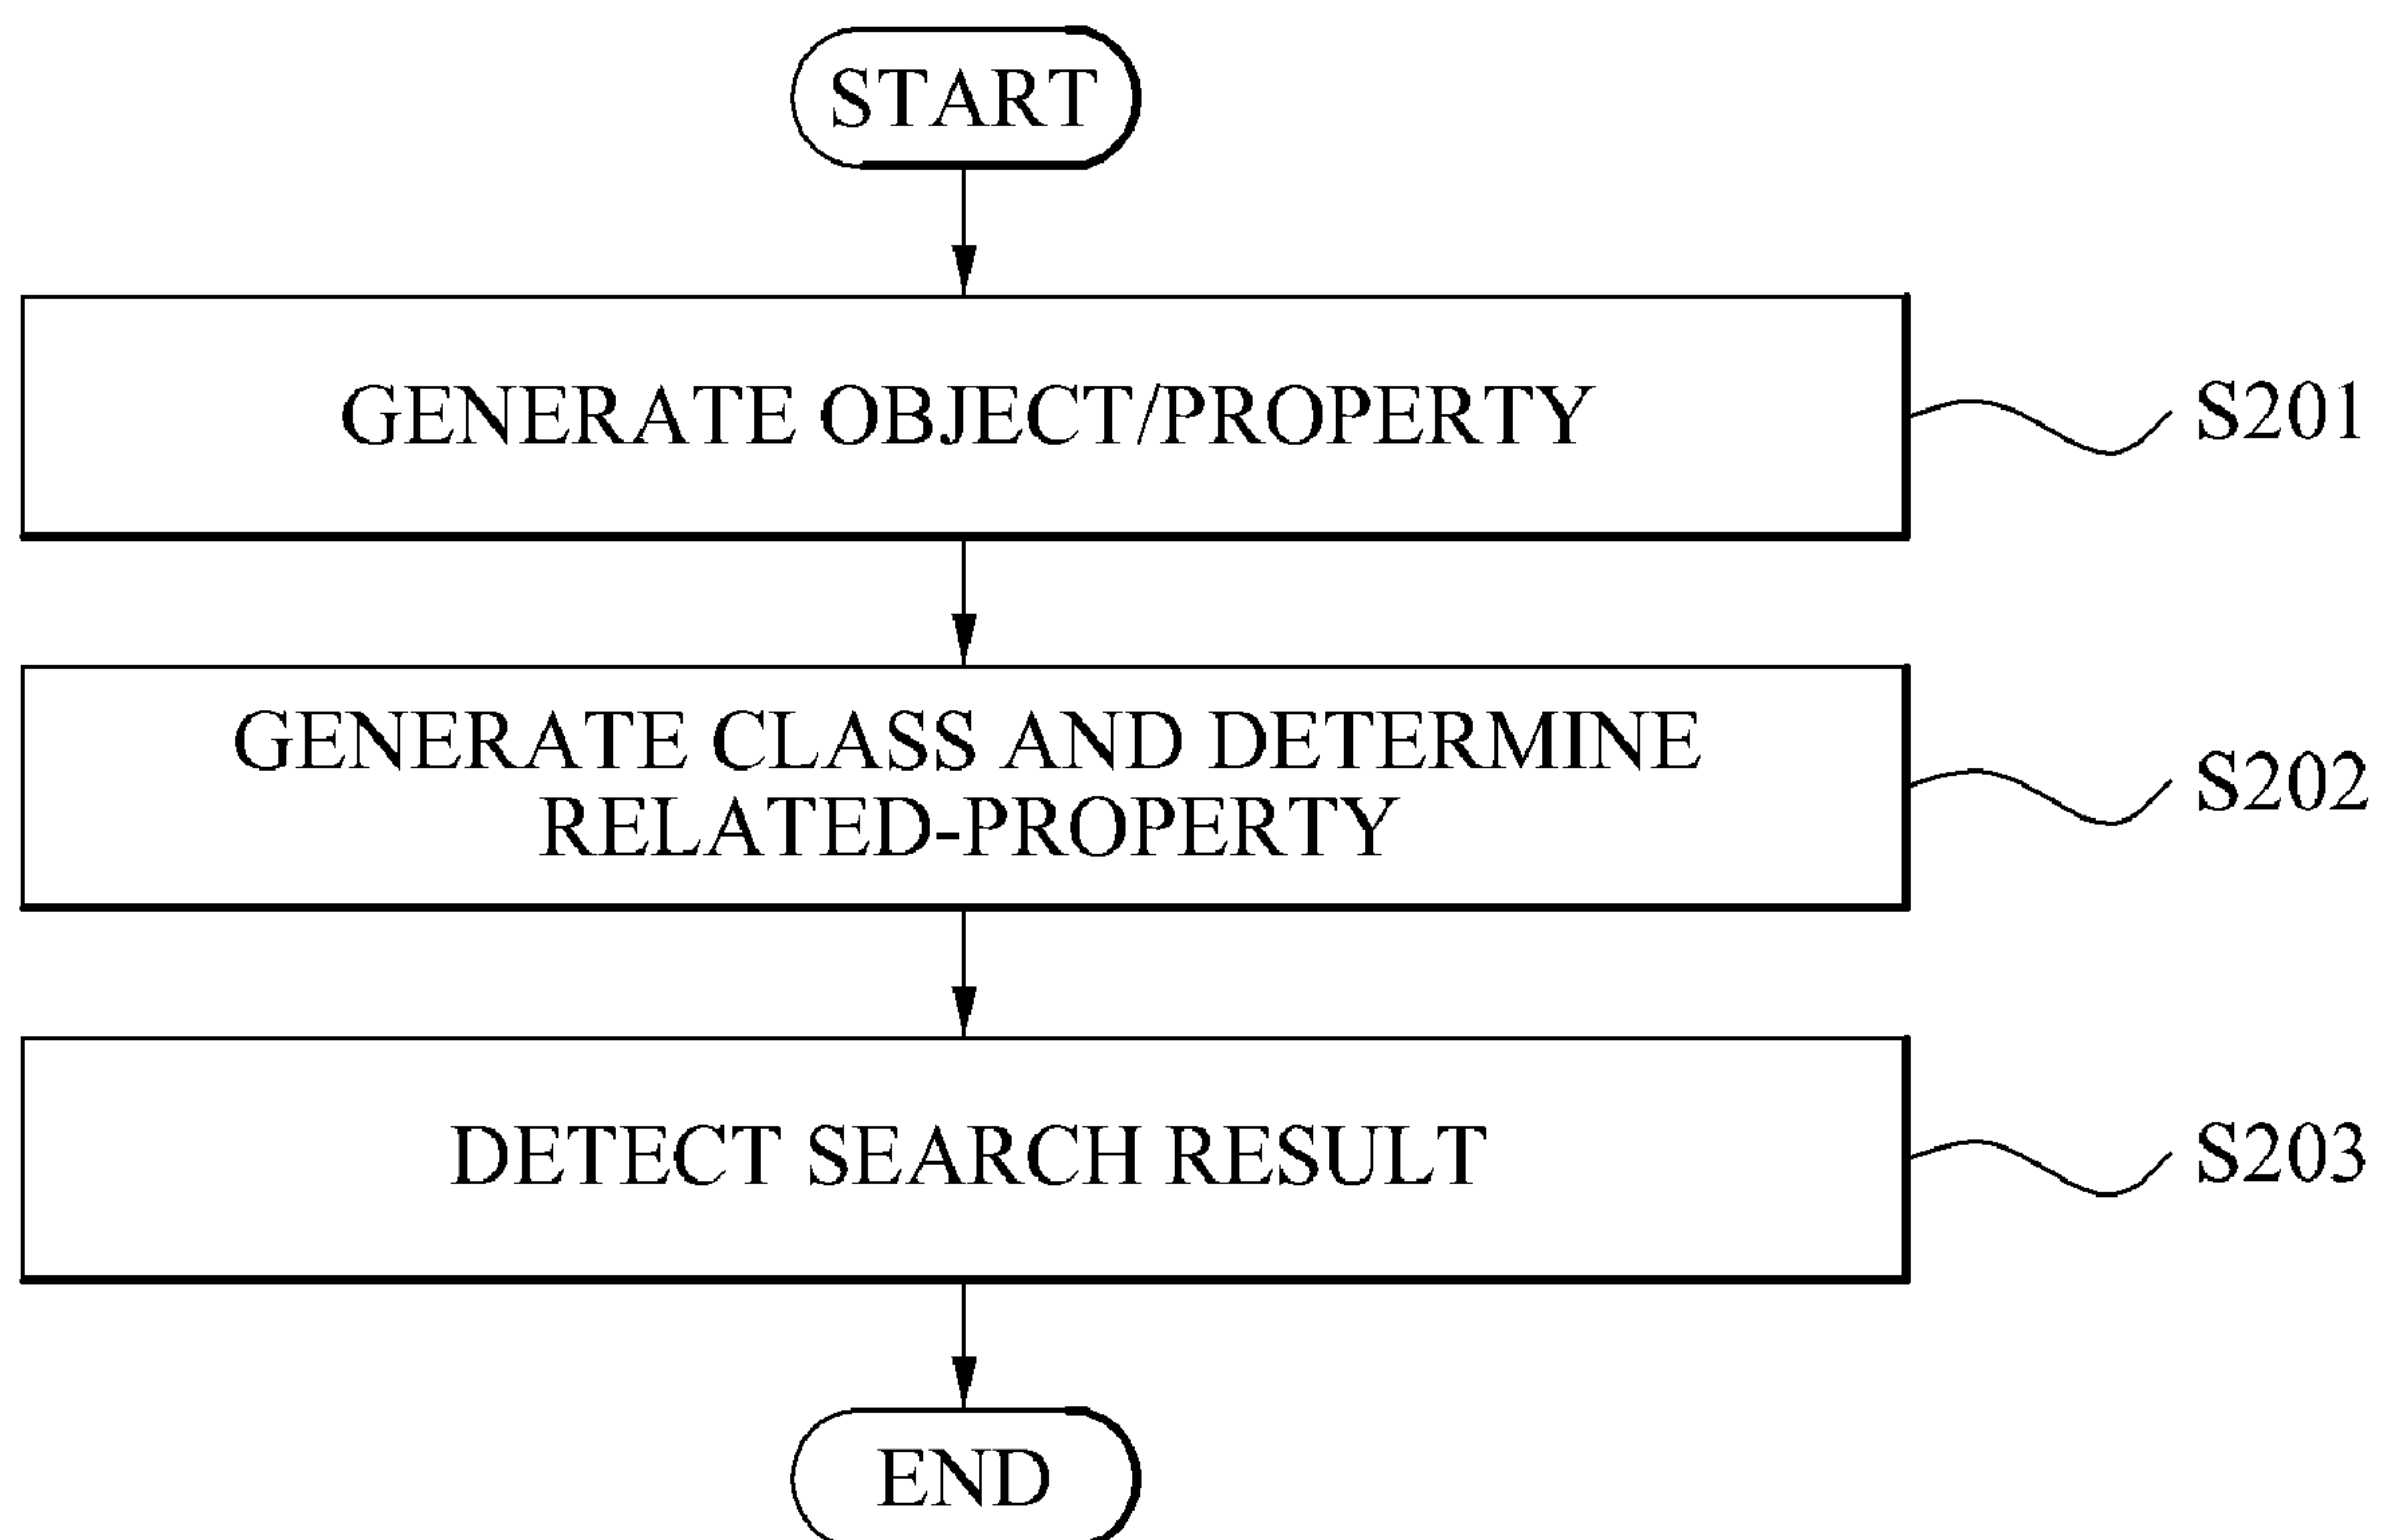 START
GENERATE OBJECT/PROPERTY
S201
GENERATE CLASS AND DETERMINE
RELATED-PROPERTY
S202
DETECT SEARCH RESULT
S203
END